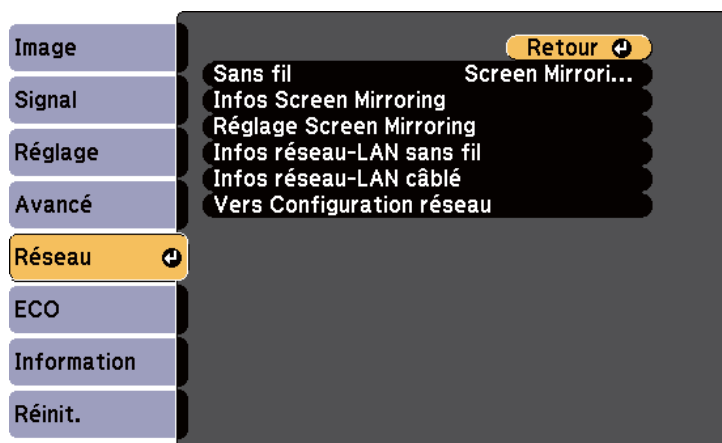 Image
Signal
Réglage
Avancé
Réseau
ECO
Information
Réinit.
Retour
Sans fil Screen Mirrori...
Infos Screen Mirroring
Réglage Screen Mirroring
Infos réseau-LAN sans fil
Infos réseau-LAN câblé
Vers Configuration réseau